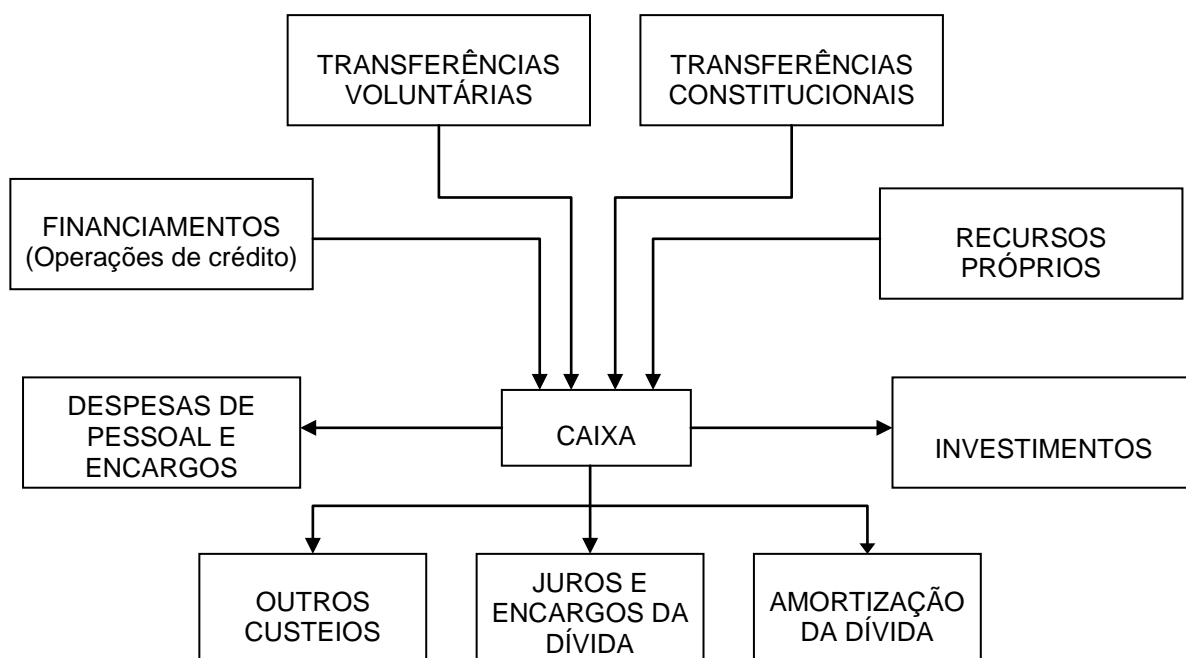 TRANSFERÊNCIAS
VOLUNTÁRIAS
TRANSFERÊNCIAS
CONSTITUCIONAIS
FINANCIAMENTOS
(Operações de crédito)
RECURSOS
PRÓPRIOS
DESPESAS DE
PESSOAL E
ENCARGOS
CAIXA
INVESTIMENTOS
OUTROS
CUSTEIOS
JUROS E
ENCARGOS DA
DÍVIDA
AMORTIZAÇÃO
DA DÍVIDA